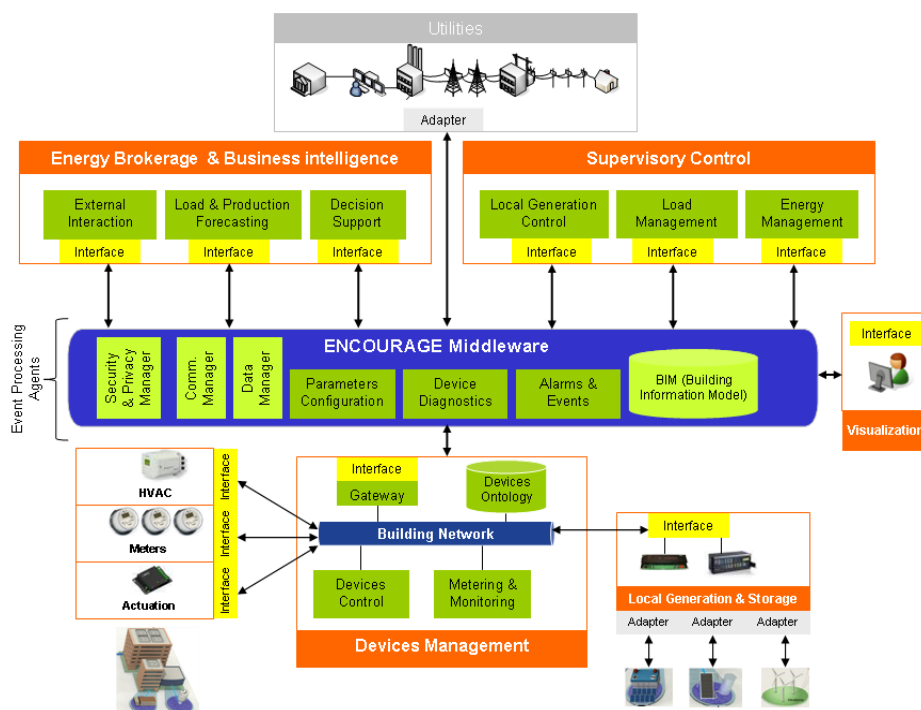 Utilities
Adapter
Energy Brokerage & Business intelligence
External
Interaction
Interface
Load & Production
Forecasting
Interface
Decision
Support
Interface
Supervisory Control
Local Generation
Control
Interface
Load
Management
Interface
Energy
Management
Interface
Event Processing
Agents
ENCOURAGE Middleware
Security
& Privacy
Manager
Comm.
Manager
Data
Manager
Parameters
Configuration
Device
Diagnostics
Alarms &
Events
BIM (Building
Information Model)
Interface
Visualization
HVAC
Interface
Meters
Interface
Actuation
Interface
Interface
Gateway
Devices
Ontology
Building Network
Devices
Control
Metering &
Monitoring
Devices Management
Interface
Local Generation & Storage
Adapter
Adapter
Adapter